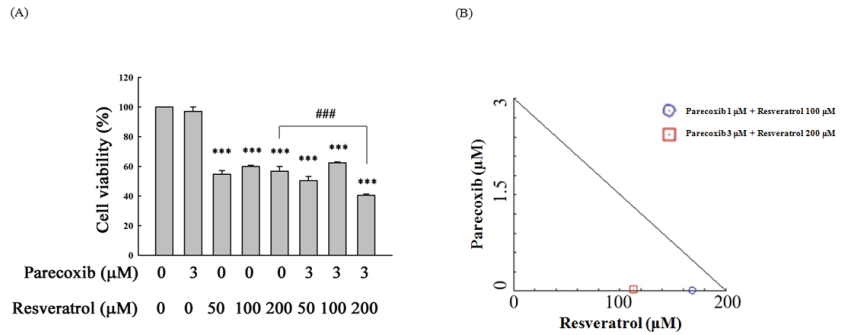 (A)
(B)
Cell viability (%)
120
100
80
60
40
20
0
***
***
***
***
***
***
###
Parecoxib (μM) 0 3 0 0 0 3 3 3
Resveratrol (μM) 0 0 50 100 200 50 100 200
Parecoxib (μM)
3
1.5
0
Parecoxib 1 μM + Resveratrol 100 μM
Parecoxib 3 μM + Resveratrol 200 μM
0 100 200
Resveratrol (μM)